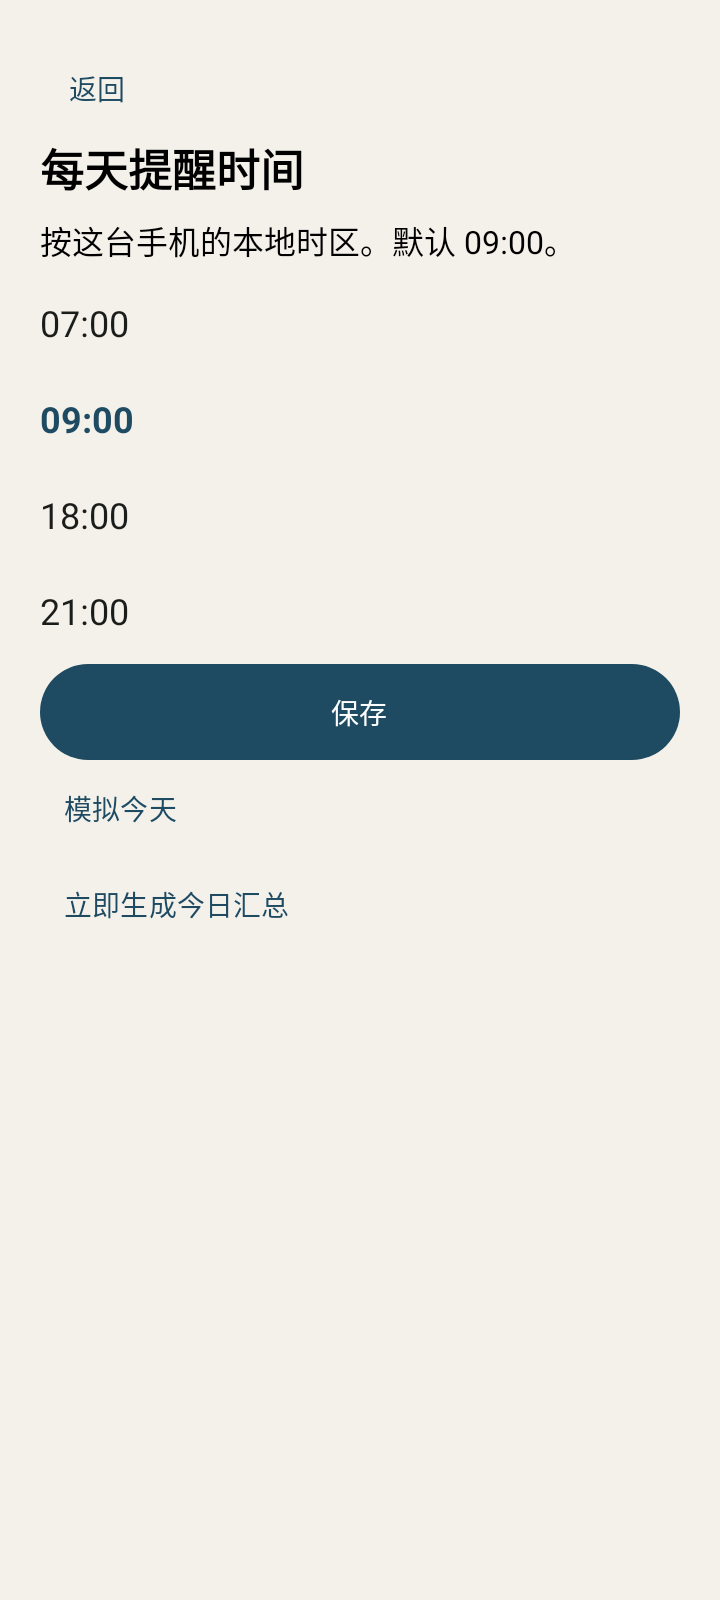 返回
每天提醒时间
按这台手机的本地时区。默认 09:00。
07:00
09:00
18:00
21:00
保存
模拟今天
立即生成今日汇总